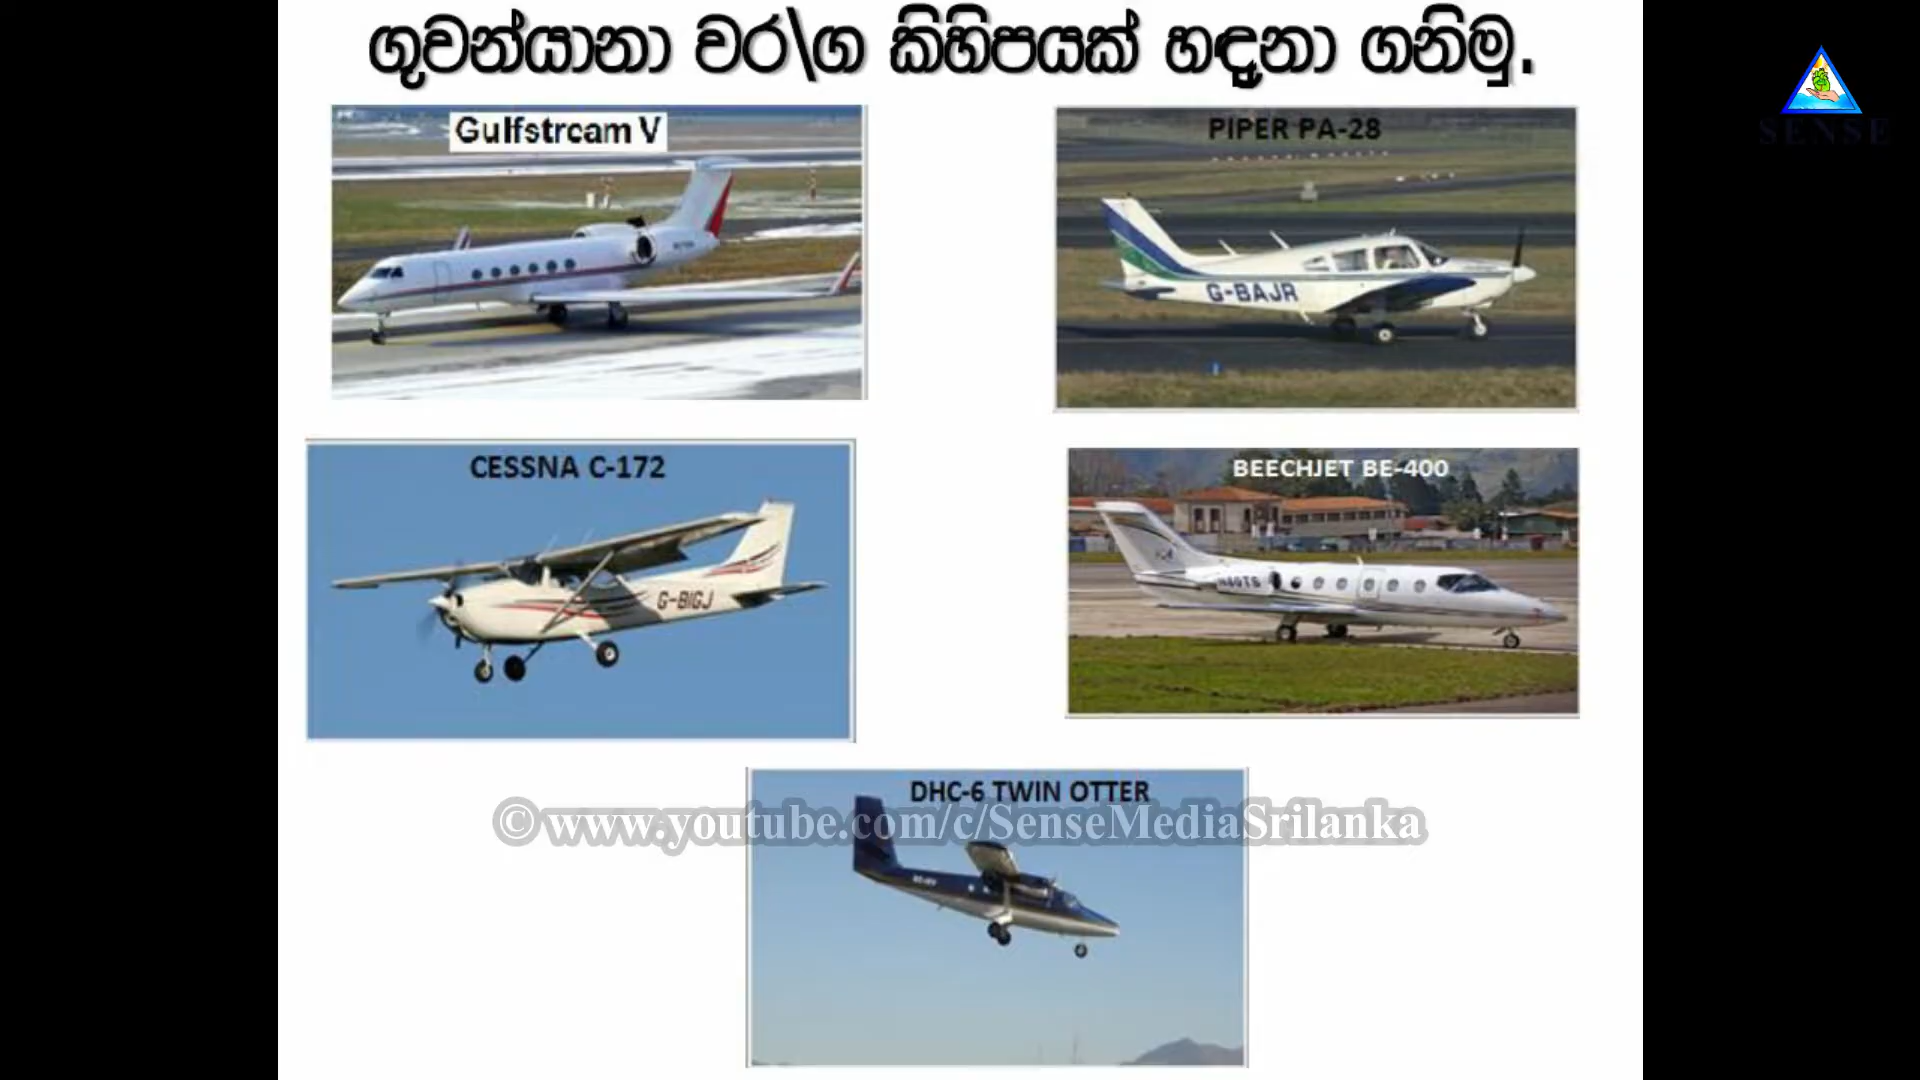 ගුවන්යානා වර\ග කිහිපයක් හඳුනා ගනිමු.
SENSE
Gulfstream V
PIPER PA-28
G-BAJR
CESSNA C-172
G-BIGJ
BEECHJET BE-400
N40TS
DHC-6 TWIN OTTER
©www.youtube.com/c/SenseMediaSrilanka